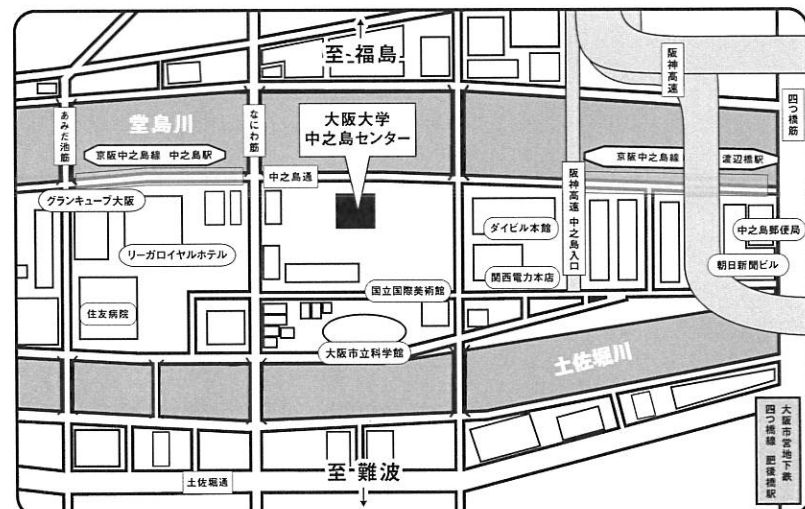 至 福島
阪神高速
四つ橋筋
あみだ池筋
堂島川
なにわ筋
大阪大学
中之島センター
京阪中之島線 中之島駅
京阪中之島線 渡辺橋駅
中之島通
阪神高速 中之島入口
グランキューブ大阪
リーガロイヤルホテル
ダイビル本館
中之島郵便局
関西電力本店
朝日新聞ビル
国立国際美術館
住友病院
大阪市立科学館
土佐堀川
大阪市営地下鉄
四つ橋線 肥後橋駅
至 難波
土佐堀通